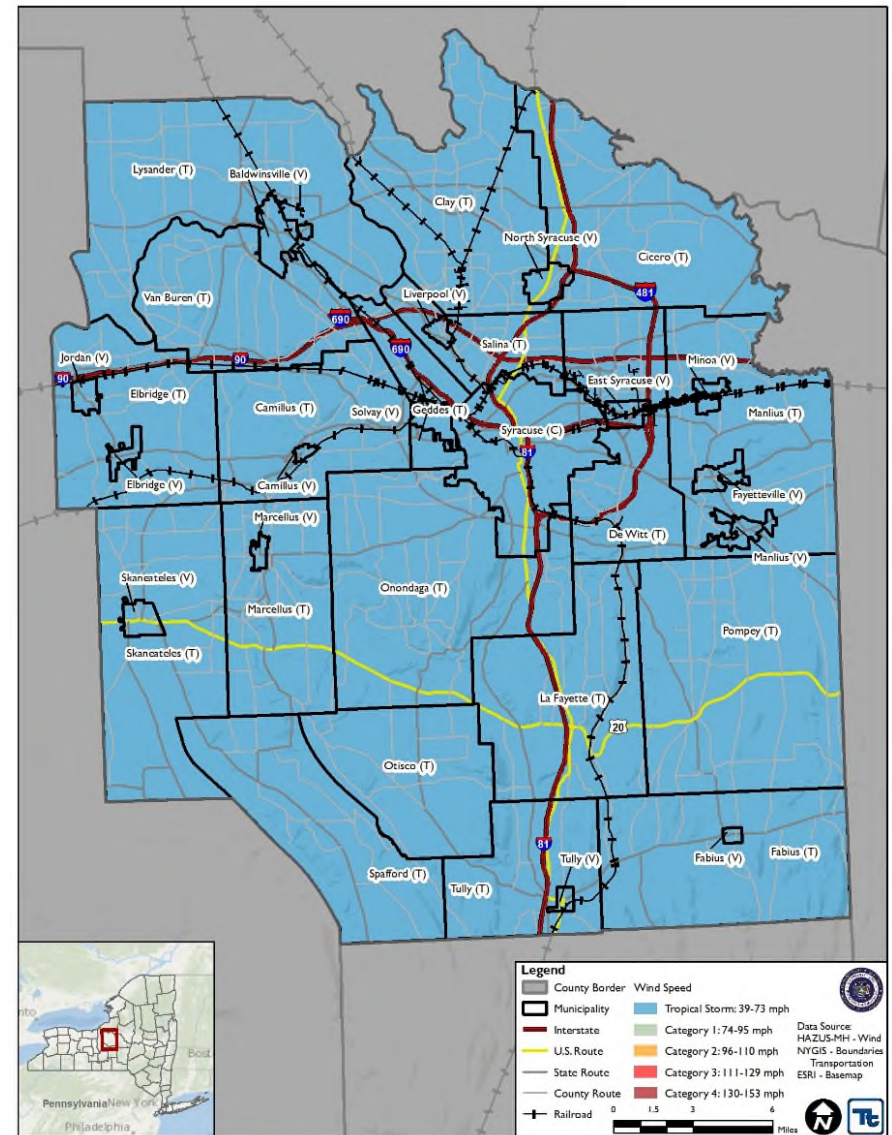 Lysander (T)
Baldwinsville (V)
Clay (T)
North Syracuse (V)
Cicero (T)
Van Buren (T)
Liverpool (V)
481
690
690
Salina (T)
Jordan (V)
90
90
Minoa (V)
East Syracuse (V)
Elbridge (T)
Camillus (T)
Solvay (V)
Geddes (T)
Manlius (T)
Syracuse (C)
81
Elbridge (V)
Camillus (V)
Fayetteville (V)
Marcellus (V)
De Witt (T)
Manlius (V)
Skaneateles (V)
Onondaga (T)
Marcellus (T)
Pompey (T)
Skaneateles (T)
La Fayette (T)
20
Otisco (T)
81
Tully (V)
Fabius (V)
Fabius (T)
Spafford (T)
Tully (T)
nto
Bost
Pennsylvania
New York
Philadelphia
Legend
County Border
Municipality
Interstate
U.S. Route
State Route
County Route
Railroad
Wind Speed
Tropical Storm: 39-73 mph
Category 1: 74-95 mph
Category 2: 96-110 mph
Category 3: 111-129 mph
Category 4: 130-153 mph
Data Source:
HAZUS-MH - Wind
NYGIS - Boundaries
Transportation
ESRI - Basemap
0 1.5 3 6
Miles
N
Tt